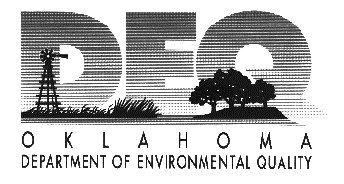 DEQ
OKLAHOMA
DEPARTMENT OF ENVIRONMENTAL QUALITY